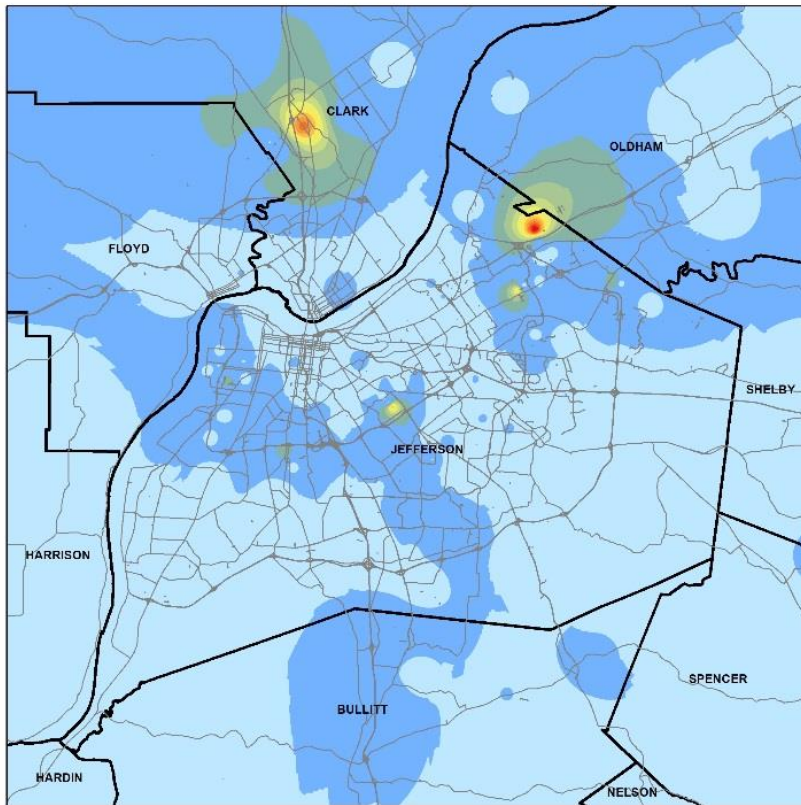 CLARK
OLDHAM
FLOYD
SHELBY
JEFFERSON
HARRISON
SPENCER
BULLITT
HARDIN
NELSON